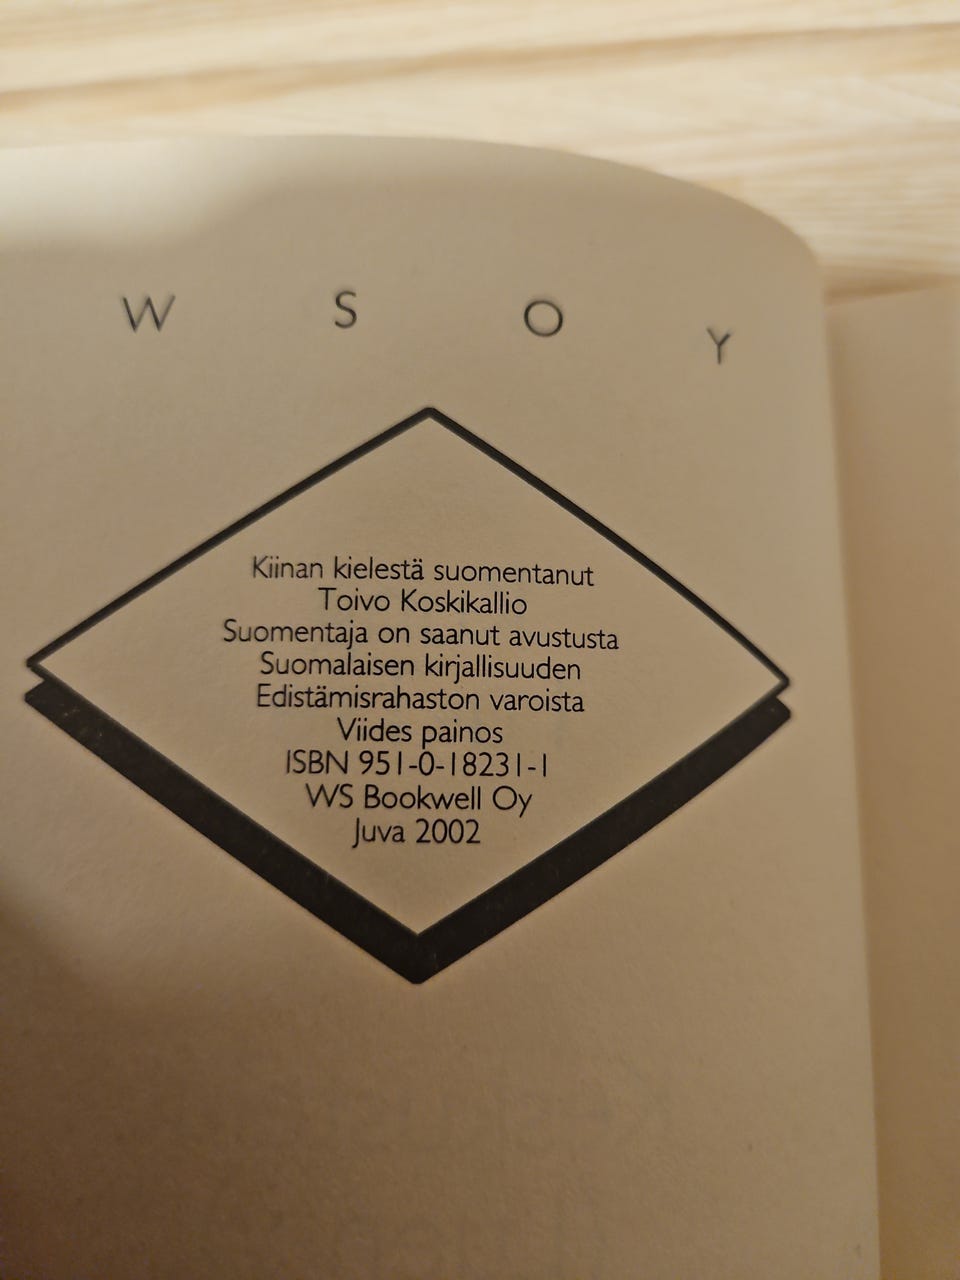 W S O Y
Kiinan kielestä suomentanut
Toivo Koskikallio
Suomentaja on saanut avustusta
Suomalaisen kirjallisuuden
Edistämisrahaston varoista
Viides painos
ISBN 951-0-18231-1
WS Bookwell Oy
Juva 2002